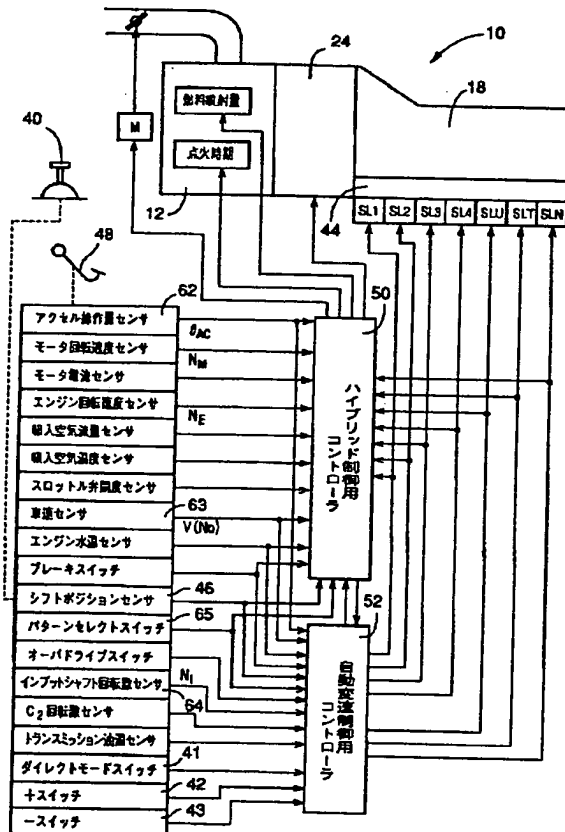 10
24
18
40
M
燃料噴射量
点火時期
12
44
SL1 SL2 SL3 SL4 SLU SLT SLN
48
62
50
アクセル操作量センサ
θAC
モータ回転速度センサ
NM
モータ電流センサ
エンジン回転速度センサ
NE
吸入空気流量センサ
吸入空気温度センサ
スロットル弁開度センサ
車速センサ
63
V(No)
エンジン水温センサ
ブレーキスイッチ
シフトポジションセンサ
46
パターンセレクトスイッチ
65
オーバドライブスイッチ
インプットシャフト回転数センサ
NI
64
C2回転数センサ
トランスミッション油温センサ
ダイレクトモードスイッチ
41
+スイッチ
42
−スイッチ
43
ハイブリッド制御用
コントローラ
52
自動変速制御用
コントローラ